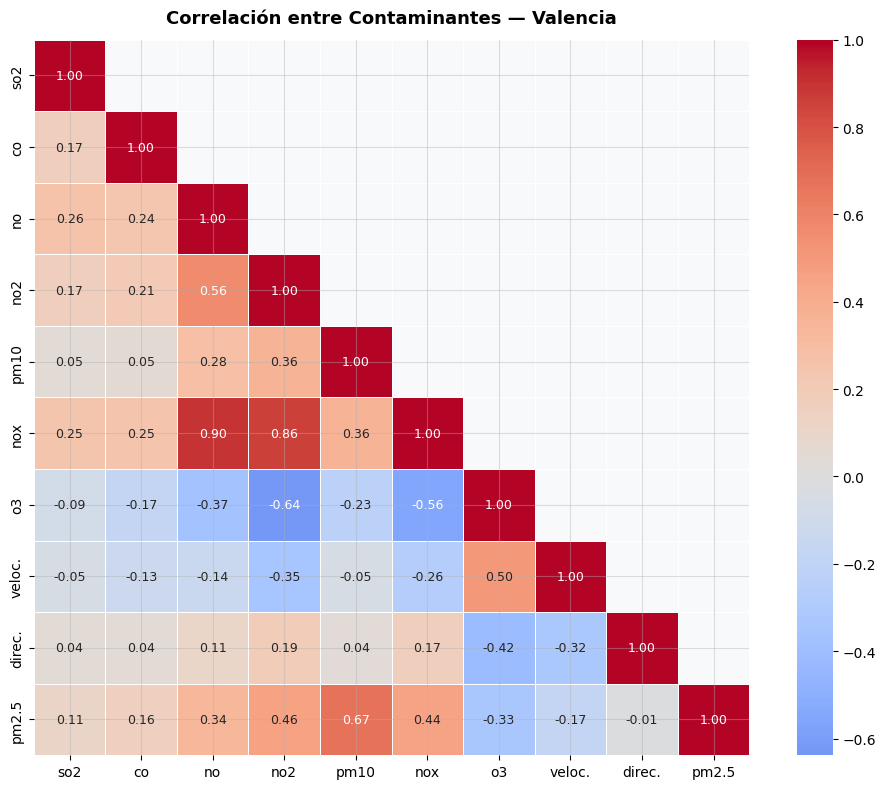 Correlación entre Contaminantes — Valencia
so2 1.00
co 0.17 1.00
no 0.26 0.24 1.00
no2 0.17 0.21 0.56 1.00
pm10 0.05 0.05 0.28 0.36 1.00
nox 0.25 0.25 0.90 0.86 0.36 1.00
o3 -0.09 -0.17 -0.37 -0.64 -0.23 -0.56 1.00
veloc. -0.05 -0.13 -0.14 -0.35 -0.05 -0.26 0.50 1.00
direc. 0.04 0.04 0.11 0.19 0.04 0.17 -0.42 -0.32 1.00
pm2.5 0.11 0.16 0.34 0.46 0.67 0.44 -0.33 -0.17 -0.01 1.00
so2 co no no2 pm10 nox o3 veloc. direc. pm2.5
1.0
0.8
0.6
0.4
0.2
0.0
−0.2
−0.4
−0.6